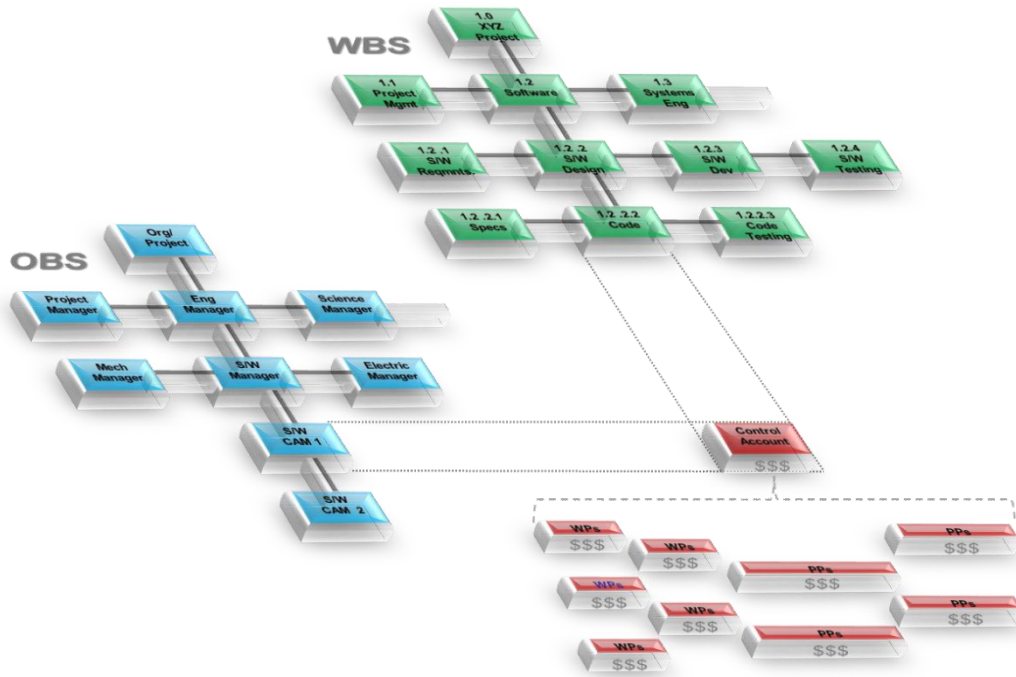 WBS
1.0
XYZ
Project
1.1
Project
Mgmt
1.2
Software
1.3
Systems
Eng
1.2 .1
S/W
Reqmnts.
1.2. .2
S/W
Design
1.2.3
S/W
Dev
1.2.4
S/W
Testing
1.2 .2.1
Specs
1.2 .2.2
Code
1.2.2.3
Code
Testing
OBS
Org/
Project
Project
Manager
Eng
Manager
Science
Manager
Mech
Manager
S/W
Manager
Electric
Manager
S/W
CAM 1
S/W
CAM 2
Control
Account
$$$
WPs
$$$
WPs
$$$
PPs
$$$
PPs
$$$
WPs
$$$
WPs
$$$
PPs
$$$
PPs
$$$
WPs
$$$